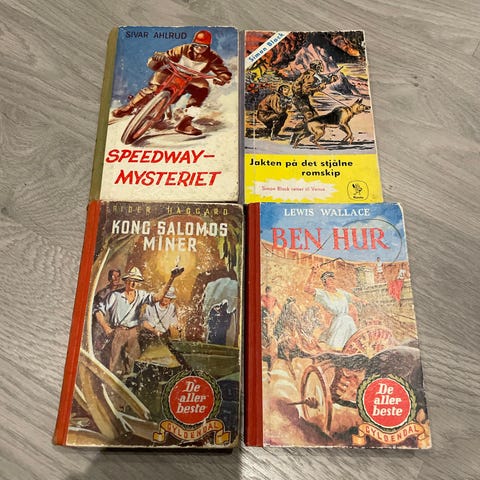 SIVAR AHLRUD
SPEEDWAY-
MYSTERIET
Simon Black
Jakten på det stjålne
romskip
Simon Black reiser til Venus
RIDER HAGGARD
KONG SALOMOS
MINER
De
aller
beste
GYLDENDAL
LEWIS WALLACE
BEN HUR
De
aller
beste
GYLDENDAL